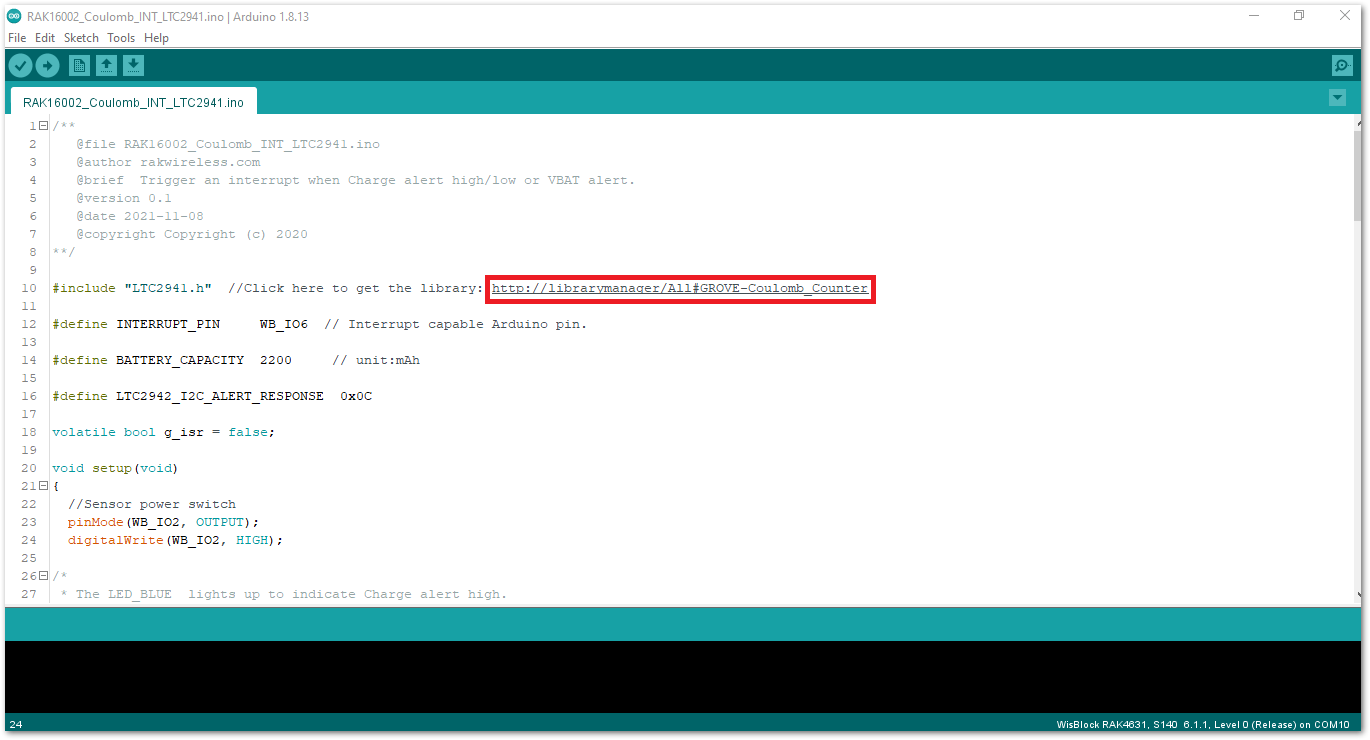 RAK16002_Coulomb_INT_LTC2941.ino | Arduino 1.8.13
File Edit Sketch Tools Help
RAK16002_Coulomb_INT_LTC2941.ino
1 /**
2 @file RAK16002_Coulomb_INT_LTC2941.ino
3 @author rakwireless.com
4 @brief  Trigger an interrupt when Charge alert high/low or VBAT alert.
5 @version 0.1
6 @date 2021-11-08
7 @copyright Copyright (c) 2020
8 **/
9
10 #include "LTC2941.h"  //Click here to get the library: http://librarymanager/All#GROVE-Coulomb_Counter
11
12 #define INTERRUPT_PIN     WB_IO6  // Interrupt capable Arduino pin.
13
14 #define BATTERY_CAPACITY  2200     // unit:mAh
15
16 #define LTC2942_I2C_ALERT_RESPONSE  0x0C
17
18 volatile bool g_isr = false;
19
20 void setup(void)
21 {
22   //Sensor power switch
23   pinMode(WB_IO2, OUTPUT);
24   digitalWrite(WB_IO2, HIGH);
25
26 /*
27  * The LED_BLUE  lights up to indicate Charge alert high.
24 WisBlock RAK4631, S140 6.1.1, Level 0 (Release) on COM10